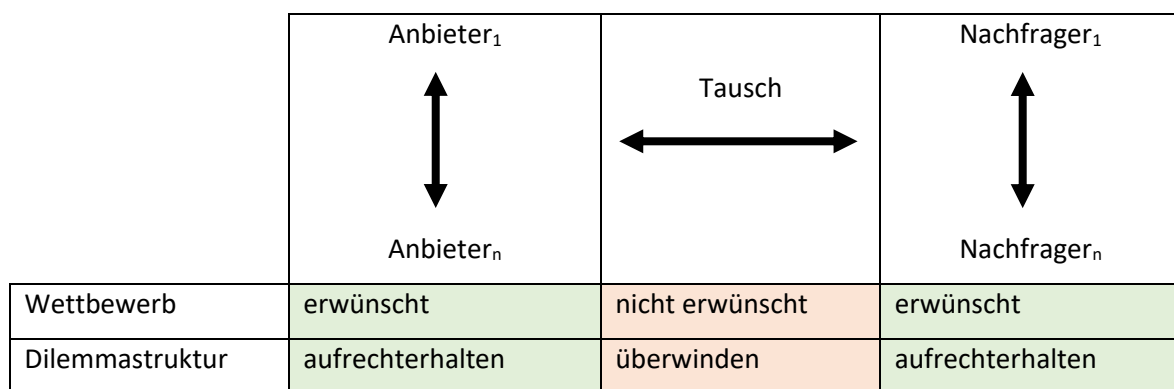 Anbieter₁ Nachfrager₁
Tausch
Anbieterₙ Nachfragerₙ
Wettbewerb erwünscht nicht erwünscht erwünscht
Dilemmastruktur aufrechterhalten überwinden aufrechterhalten